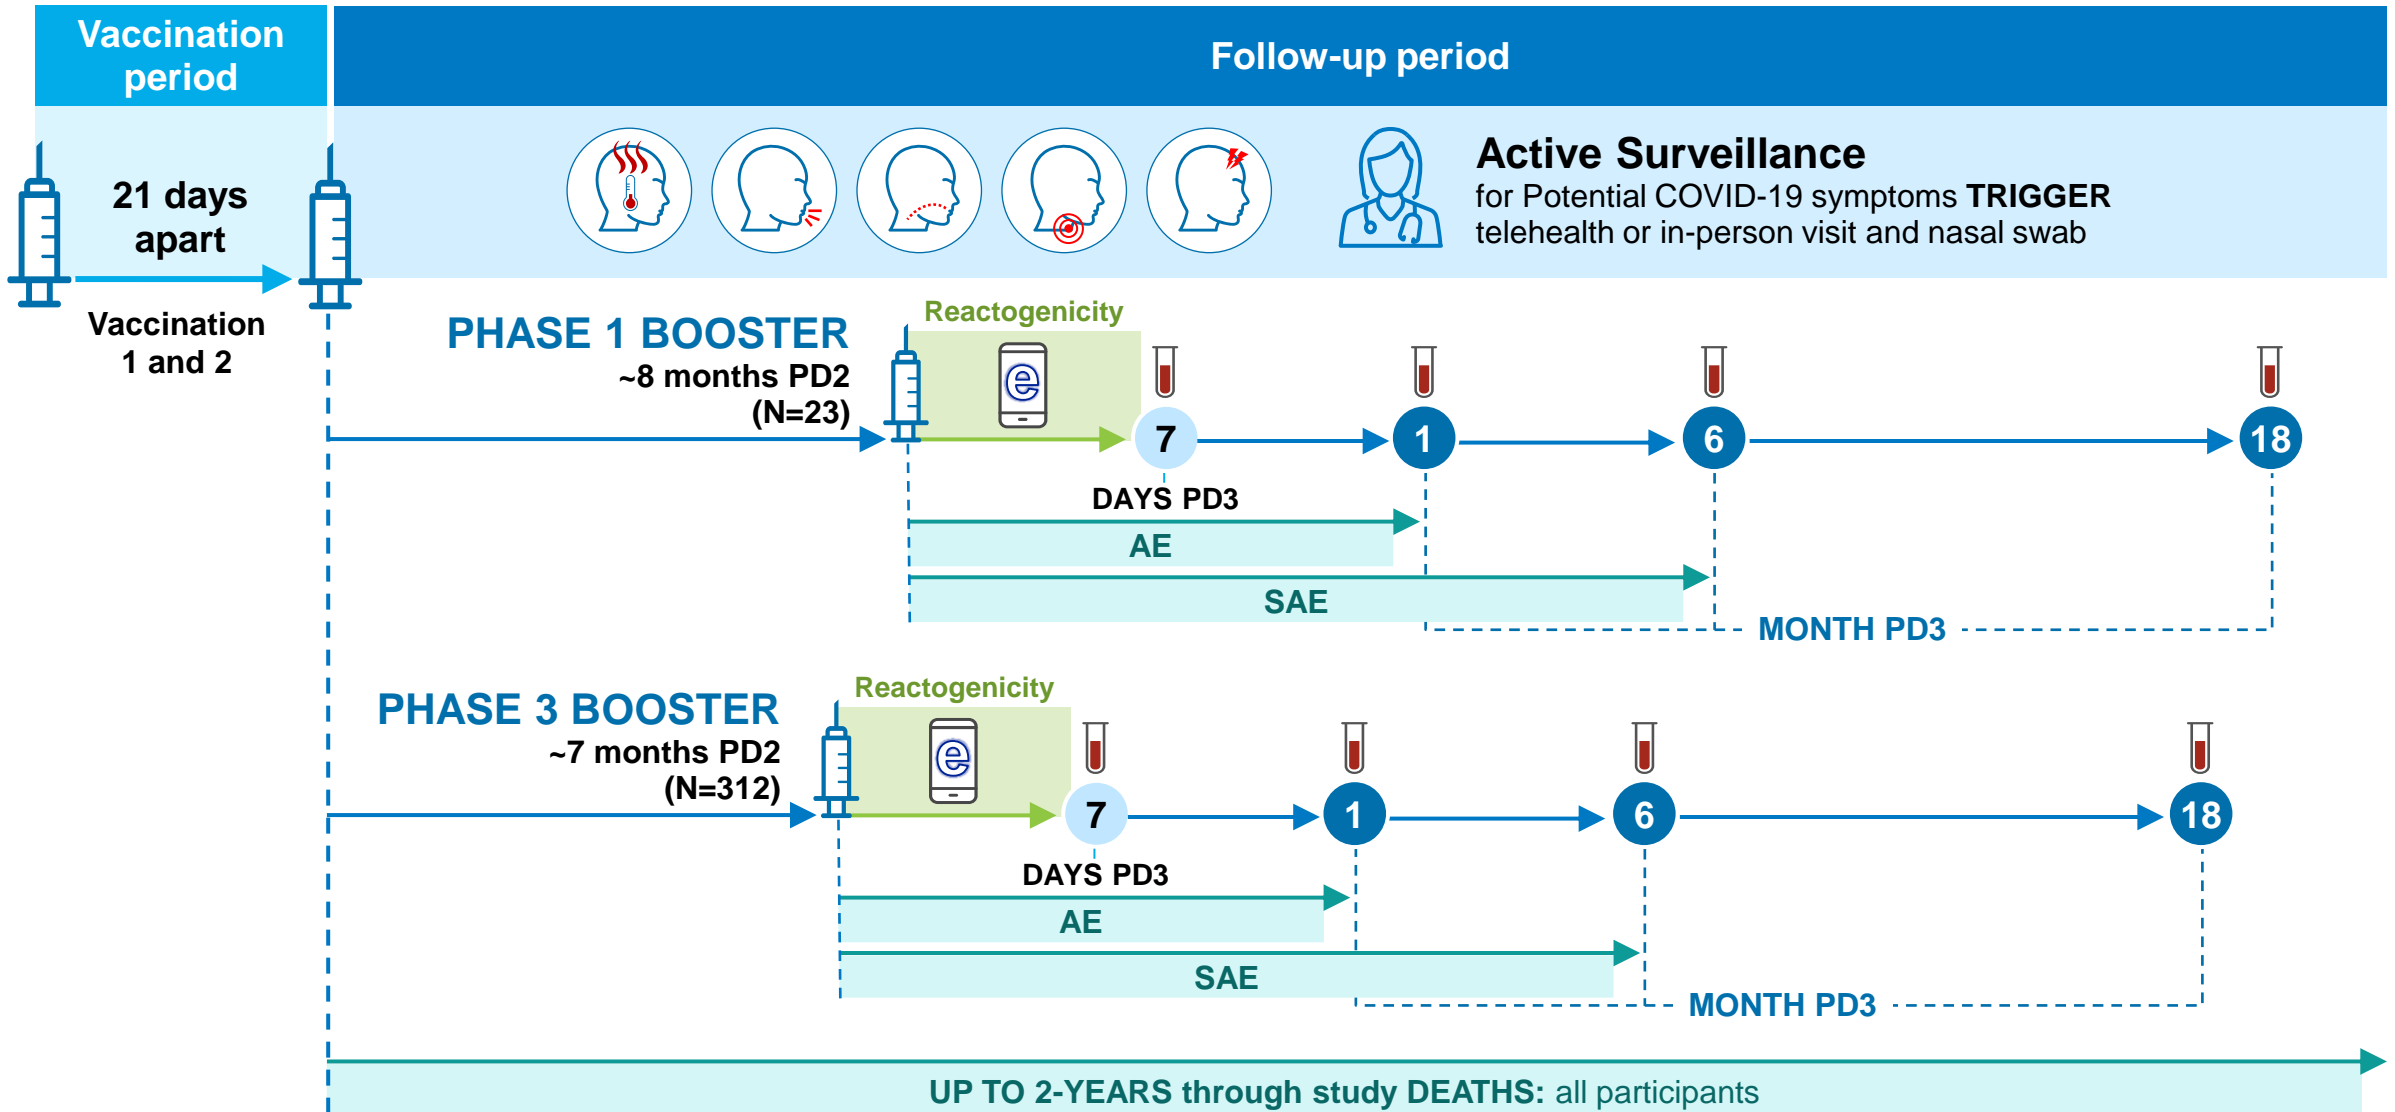 Vaccination
period
Follow-up period
21 days
apart
Vaccination
1 and 2
Active Surveillance
for Potential COVID-19 symptoms TRIGGER
telehealth or in-person visit and nasal swab
PHASE 1 BOOSTER
~8 months PD2
(N=23)
Reactogenicity
e
7
1
6
18
DAYS PD3
AE
SAE
MONTH PD3
PHASE 3 BOOSTER
~7 months PD2
(N=312)
Reactogenicity
e
7
1
6
18
DAYS PD3
AE
SAE
MONTH PD3
UP TO 2-YEARS through study DEATHS: all participants